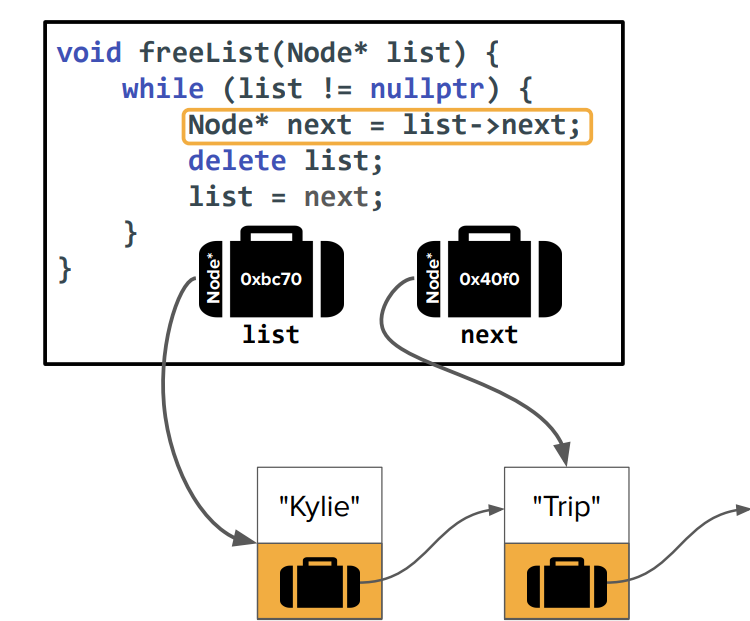 void freeList(Node* list) {
    while (list != nullptr) {
        Node* next = list->next;
        delete list;
        list = next;
    }
}
Node* 0xbc70
list
Node* 0x40f0
next
"Kylie"
"Trip"